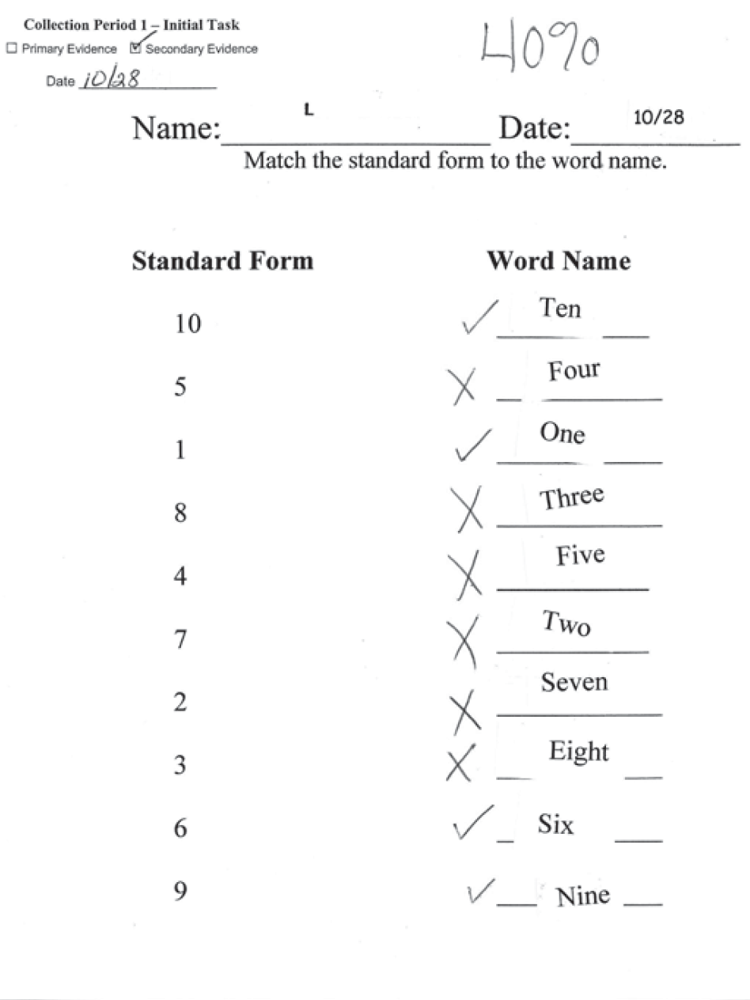 Collection Period 1 – Initial Task
☐ Primary Evidence ☑ Secondary Evidence
40%
Date 10/28
Name: L Date: 10/28
Match the standard form to the word name.
Standard Form Word Name
10 ✓ Ten
5 X Four
1 ✓ One
8 X Three
4 X Five
7 X Two
2 X Seven
3 X Eight
6 ✓ Six
9 ✓ Nine